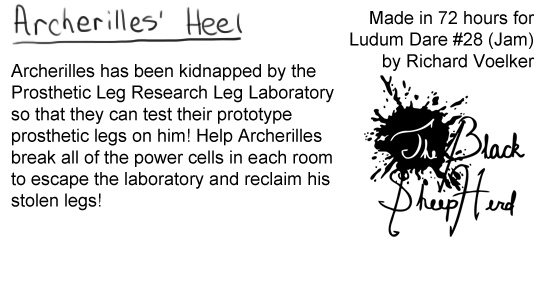 Archerilles' Heel
Made in 72 hours for
Ludum Dare #28 (Jam)
by Richard Voelker
Archerilles has been kidnapped by the
Prosthetic Leg Research Leg Laboratory
so that they can test their prototype
prosthetic legs on him! Help Archerilles
break all of the power cells in each room
to escape the laboratory and reclaim his
stolen legs!
The Black
Sheep Herd